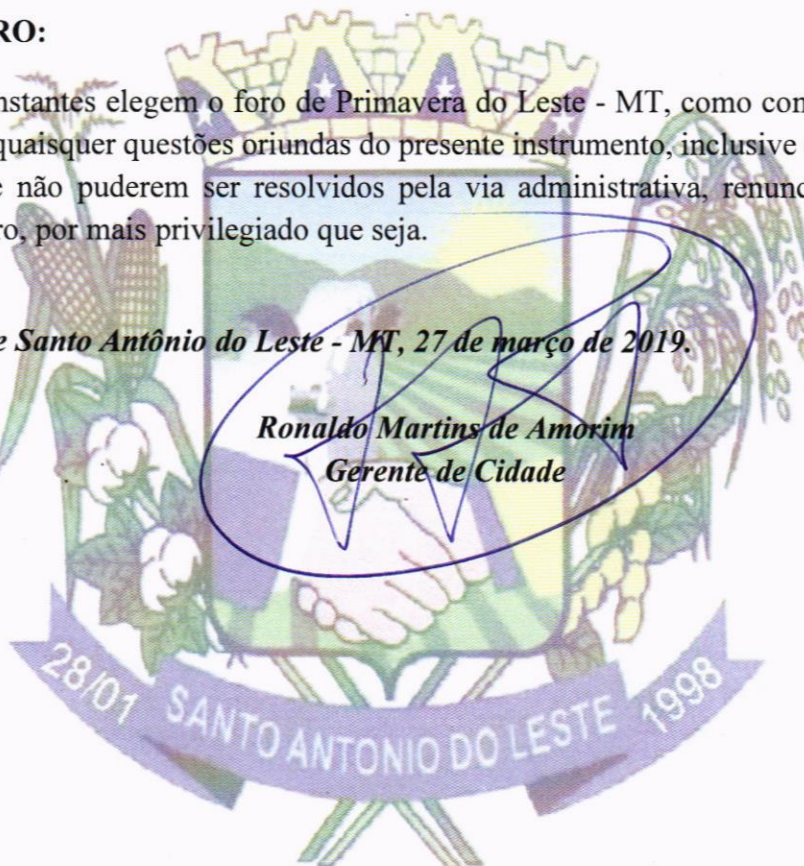 RO:
nstantes elegem o foro de Primavera do Leste - MT, como con
quaisquer questões oriundas do presente instrumento, inclusive
e não puderem ser resolvidos pela via administrativa, renunc
ro, por mais privilegiado que seja.
e Santo Antônio do Leste - MT, 27 de março de 2019.
Ronaldo Martins de Amorim
Gerente de Cidade
28/01 SANTO ANTONIO DO LESTE 1998